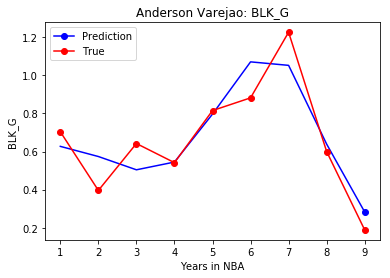 Anderson Varejao: BLK_G
Prediction
True
BLK_G
1.2
1.0
0.8
0.6
0.4
0.2
1 2 3 4 5 6 7 8 9
Years in NBA